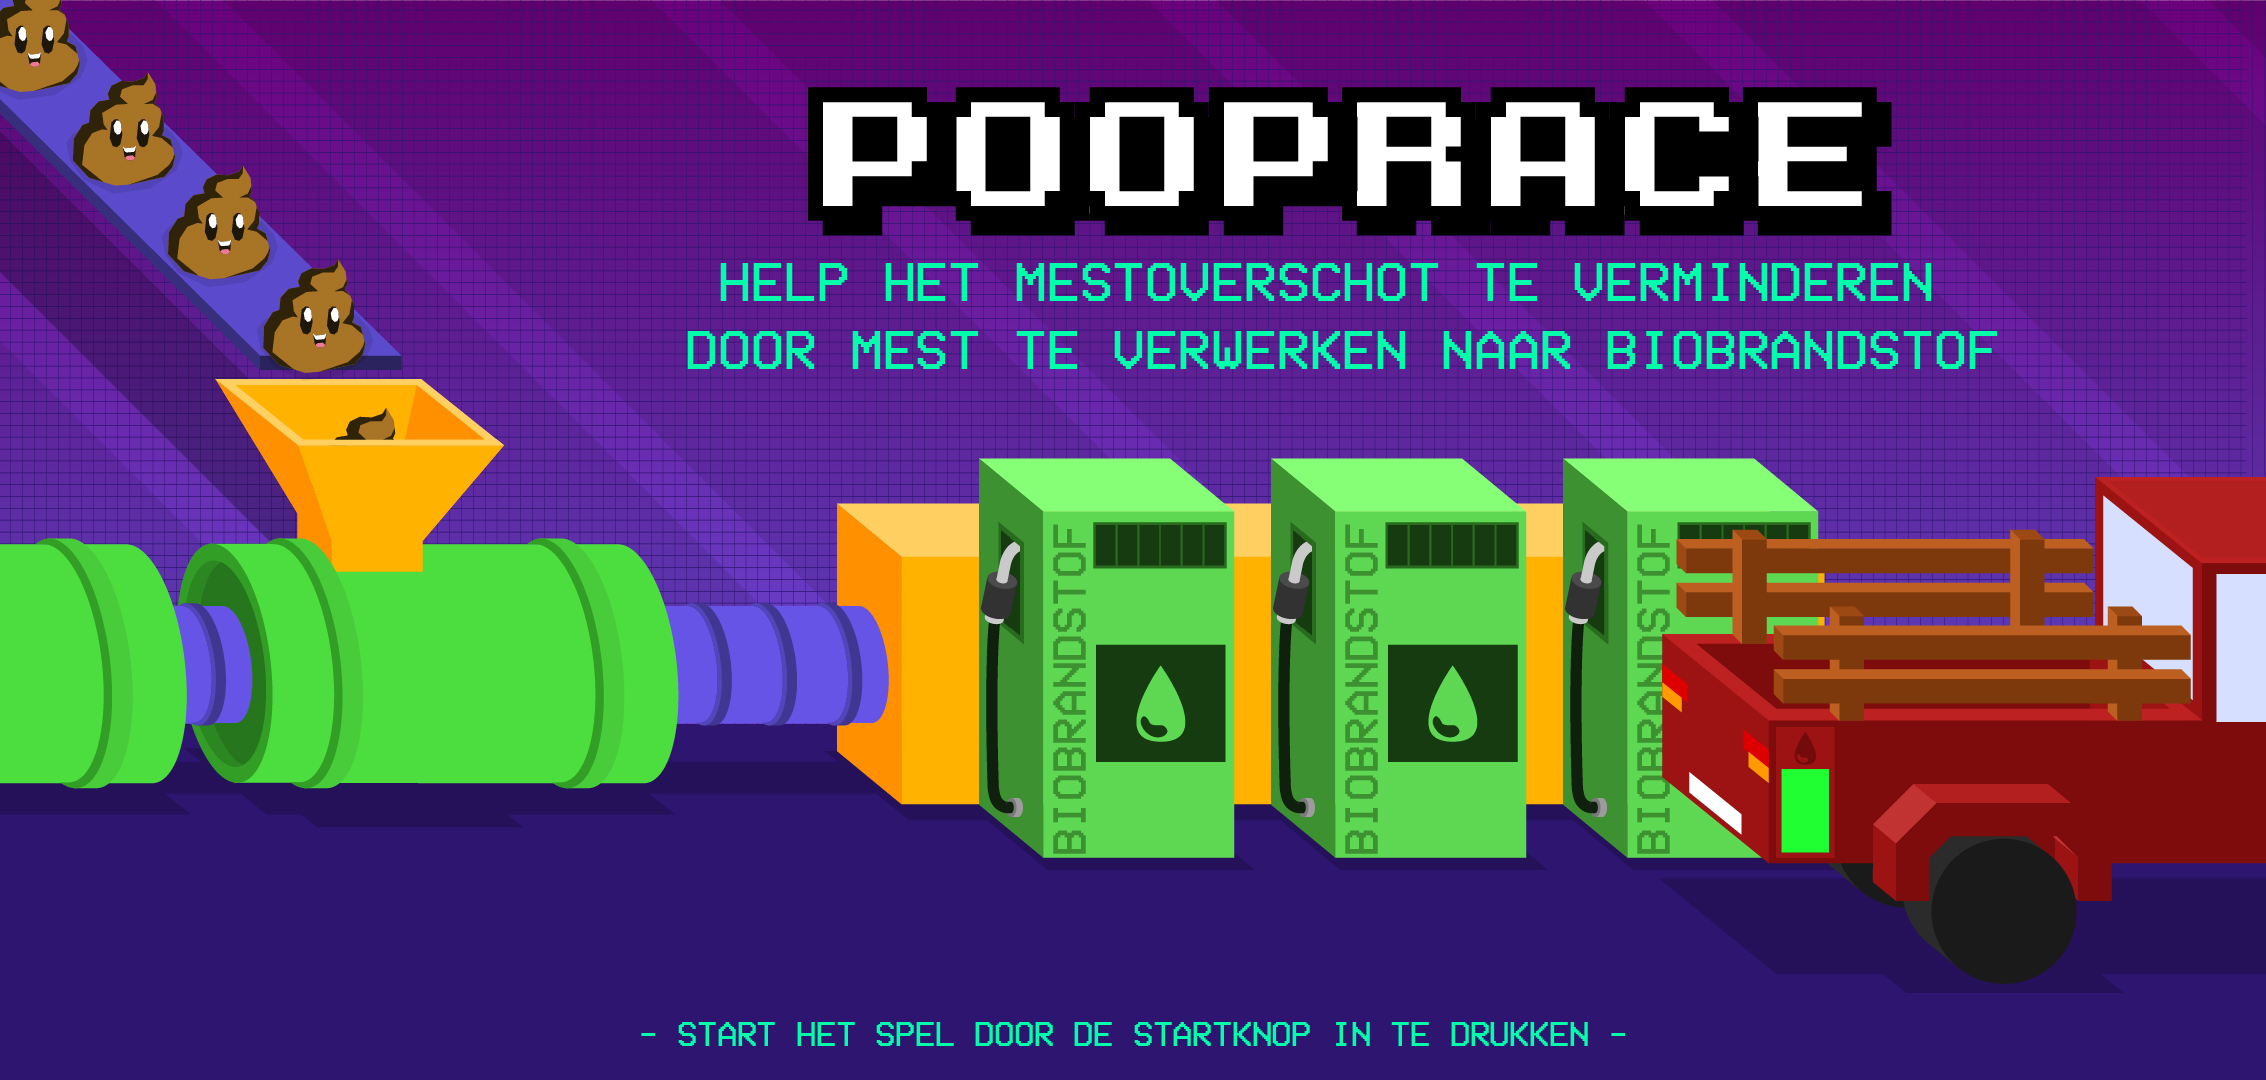 POOPRACE
HELP HET MESTOVERSCHOT TE VERMINDEREN
DOOR MEST TE VERWERKEN NAAR BIOBRANDSTOF
BIOBRANDSTOF
BIOBRANDSTOF
BIOBRANDSTOF
- START HET SPEL DOOR DE STARTKNOP IN TE DRUKKEN -